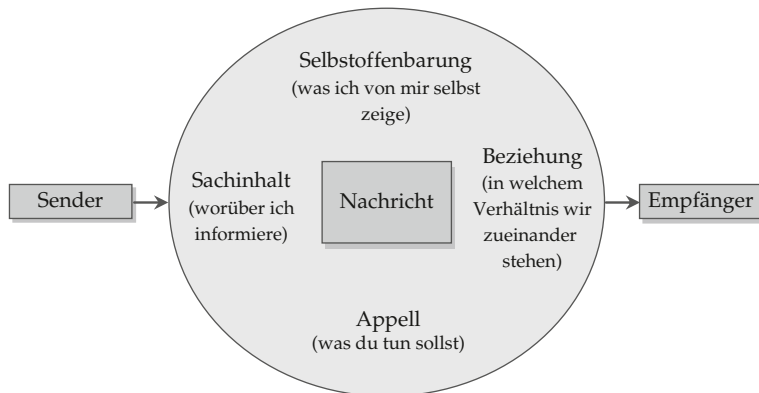 Selbstoffenbarung
(was ich von mir selbst
zeige)
Sender
Sachinhalt
(worüber ich
informiere)
Nachricht
Beziehung
(in welchem
Verhältnis wir
zueinander
stehen)
Empfänger
Appell
(was du tun sollst)